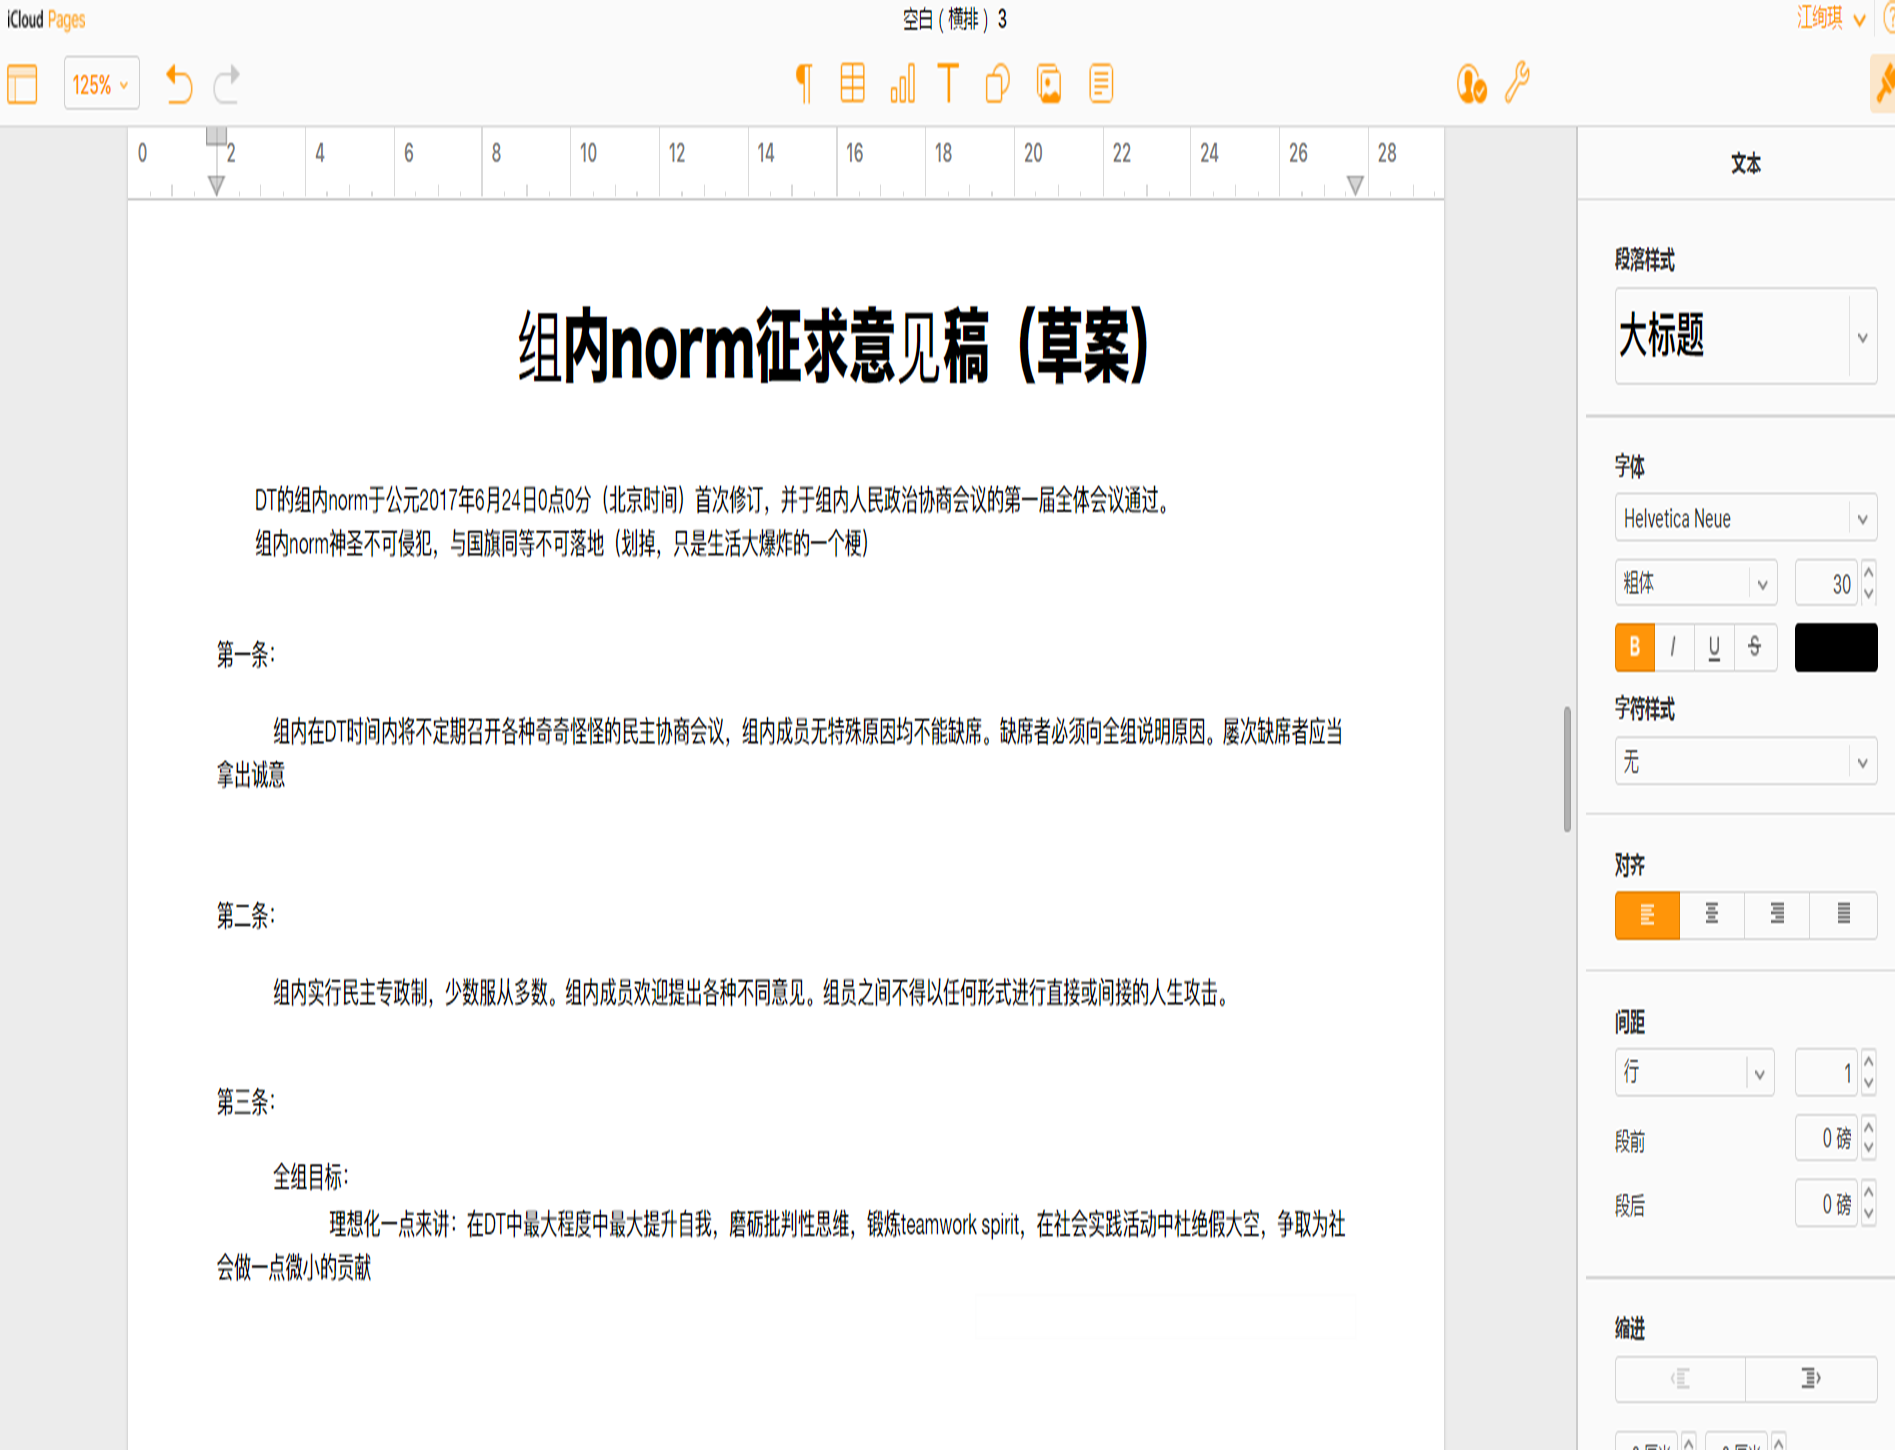 iCloud Pages
空白（横排）3
江绚琪
125%
0 2 4 6 8 10 12 14 16 18 20 22 24 26 28
文本
组内norm征求意见稿（草案）
DT的组内norm于公元2017年6月24日0点0分（北京时间）首次修订，并于组内人民政治协商会议的第一届全体会议通过。
组内norm神圣不可侵犯，与国旗同等不可落地（划掉，只是生活大爆炸的一个梗）
第一条：
组内在DT时间内将不定期召开各种奇奇怪怪的民主协商会议，组内成员无特殊原因均不能缺席。缺席者必须向全组说明原因。屡次缺席者应当
拿出诚意
第二条：
组内实行民主专政制，少数服从多数。组内成员欢迎提出各种不同意见。组员之间不得以任何形式进行直接或间接的人生攻击。
第三条：
全组目标：
理想化一点来讲：在DT中最大程度中最大提升自我，磨砺批判性思维，锻炼teamwork spirit，在社会实践活动中杜绝假大空，争取为社
会做一点微小的贡献
段落样式
大标题
字体
Helvetica Neue
粗体 30
B I U S
字符样式
无
对齐
间距
行 1
段前 0 磅
段后 0 磅
缩进